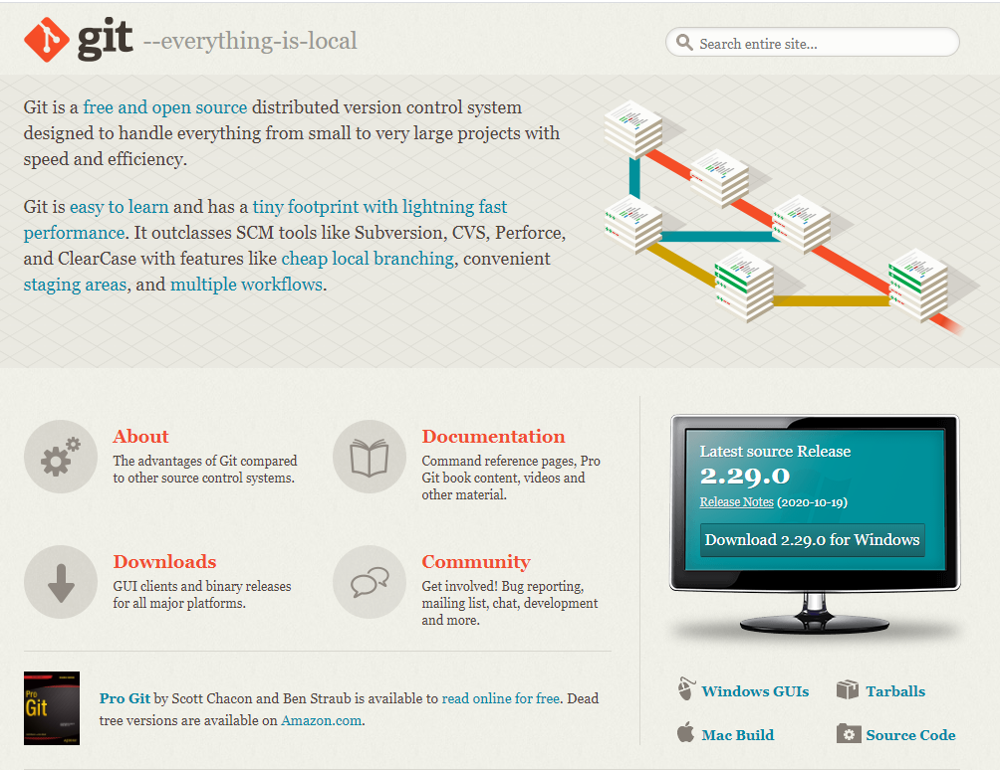 git --everything-is-local
Search entire site...
Git is a free and open source distributed version control system
designed to handle everything from small to very large projects with
speed and efficiency.
Git is easy to learn and has a tiny footprint with lightning fast
performance. It outclasses SCM tools like Subversion, CVS, Perforce,
and ClearCase with features like cheap local branching, convenient
staging areas, and multiple workflows.
About
The advantages of Git compared
to other source control systems.
Documentation
Command reference pages, Pro
Git book content, videos and
other material.
Downloads
GUI clients and binary releases
for all major platforms.
Community
Get involved! Bug reporting,
mailing list, chat, development
and more.
Pro
Git
Pro Git by Scott Chacon and Ben Straub is available to read online for free. Dead
tree versions are available on Amazon.com.
Latest source Release
2.29.0
Release Notes (2020-10-19)
Download 2.29.0 for Windows
Windows GUIs
Tarballs
Mac Build
Source Code